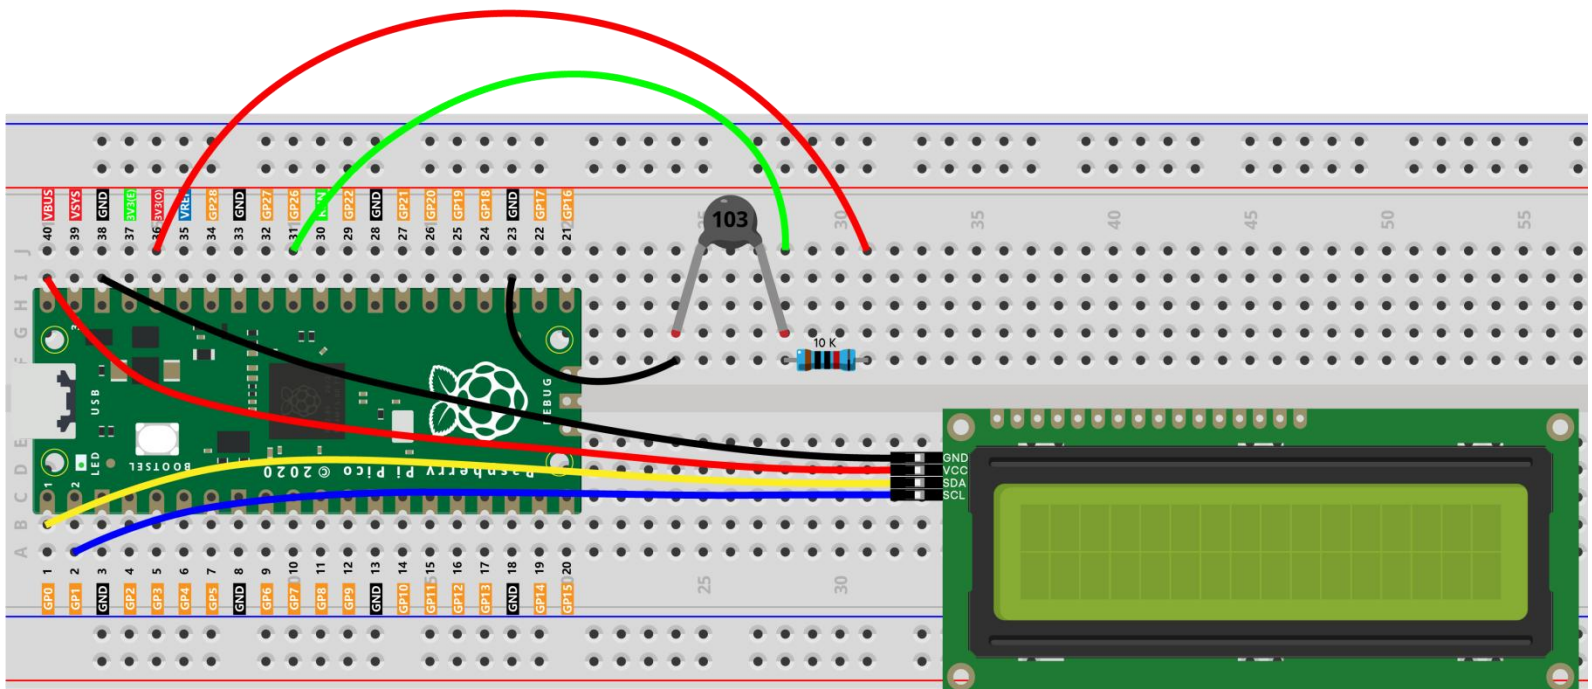 VBUS VSYS GND 3V3(E) 3V3(O) VRE GP28 GND GP27 GP26 GP22 GND GP21 GP20 GP19 GP18 GND GP17 GP16
40 39 38 37 36 35 34 33 32 31 30 29 28 27 26 25 24 23 22 21
30 35 40 45 50 55
103
J
I
H
G
F
10 K
USB
DEBUG
E
D
C
B
A
LED
BOOTSEL
Raspberry Pi Pico © 2020
1 2
GND
VCC
SDA
SCL
1 2 3 4 5 6 7 8 9 10 11 12 13 14 15 16 17 18 19 20
25 30
GP0 GP1 GND GP2 GP3 GP4 GP5 GND GP6 GP7 GP8 GP9 GND GP10 GP11 GP12 GP13 GND GP14 GP15